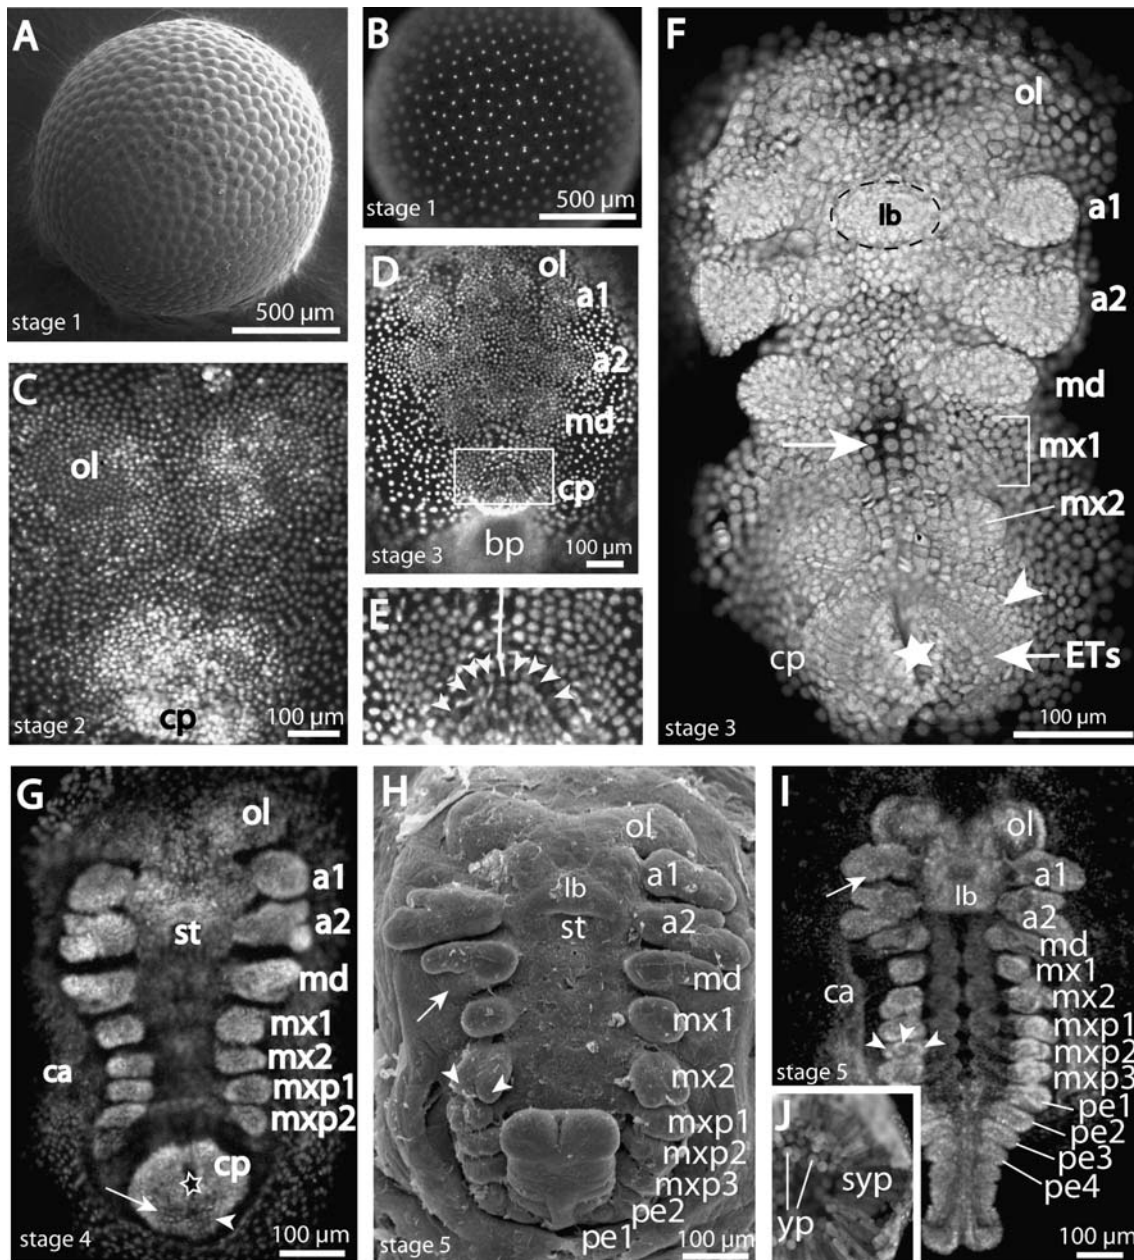 A
stage 1
500 µm
B
stage 1
500 µm
C
ol
cp
stage 2
100 µm
D
ol
a1
a2
md
cp
bp
stage 3
100 µm
E
F
ol
lb
a1
a2
md
mx1
mx2
cp
ETs
stage 3
100 µm
G
ol
a1
st
a2
md
mx1
mx2
ca
mxp1
mxp2
cp
stage 4
100 µm
H
ol
lb
a1
st
a2
md
mx1
mx2
mxp1
mxp2
mxp3
pe2
pe1
stage 5
100 µm
I
ol
a1
lb
a2
md
mx1
ca
mx2
mxp1
mxp2
mxp3
stage 5
pe1
pe2
pe3
pe4
100 µm
J
syp
yp